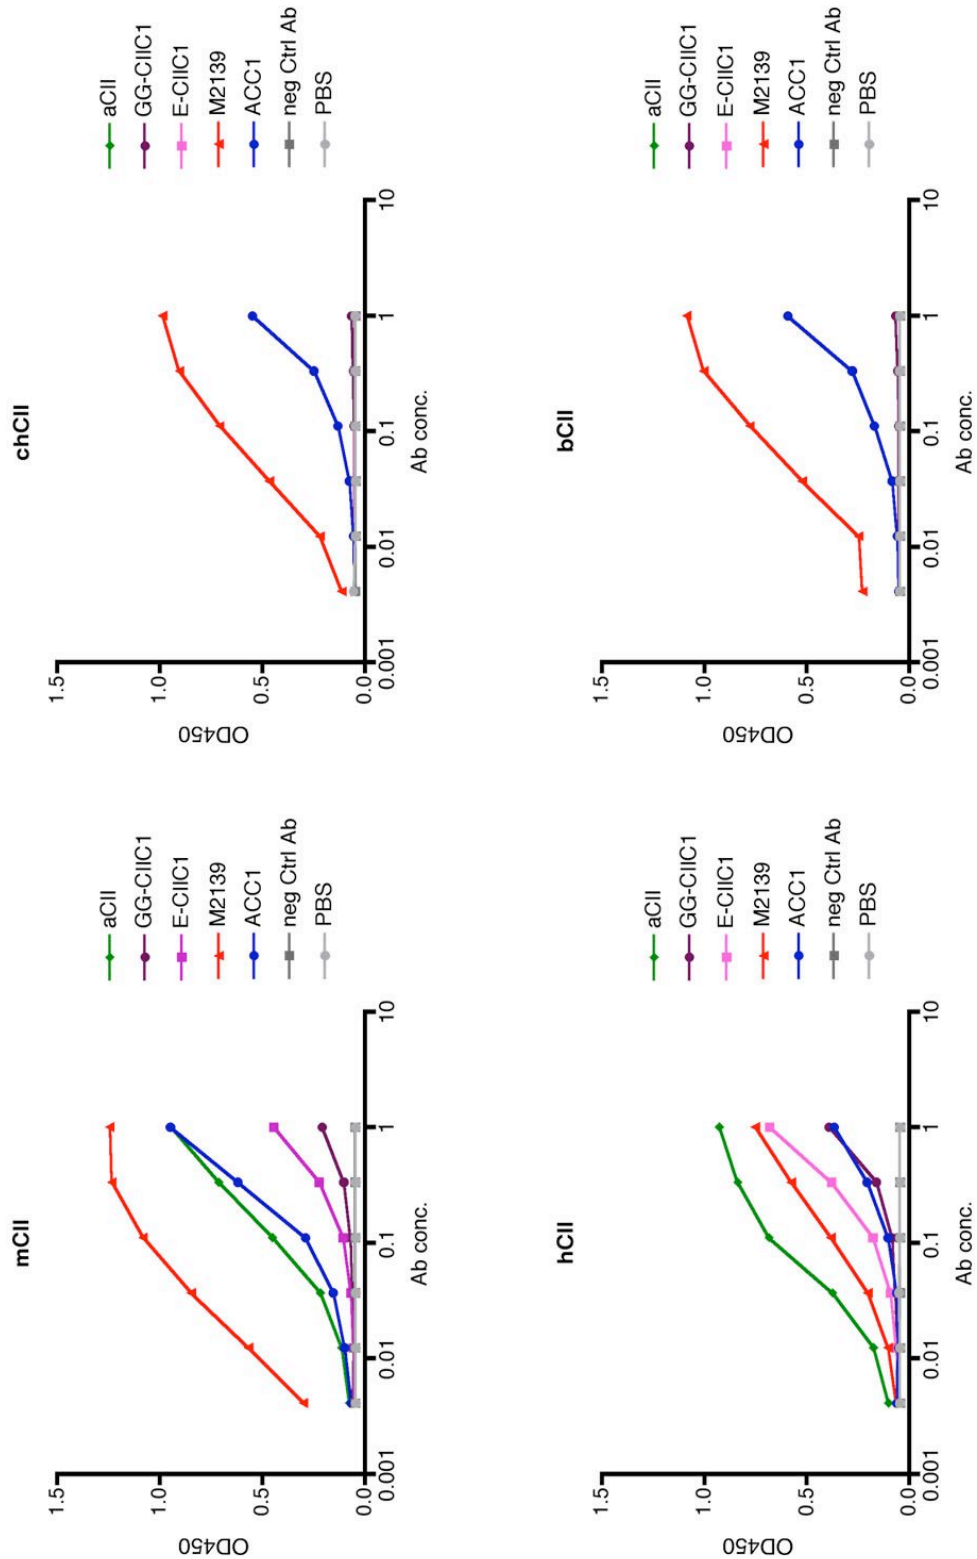 mCII
OD450
1.5
1.0
0.5
0.0
0.001
0.01
0.1
1
10
Ab conc.
aCII
GG-CIIC1
E-CIIC1
M2139
ACC1
neg Ctrl Ab
PBS
chCII
OD450
1.5
1.0
0.5
0.0
0.001
0.01
0.1
1
10
Ab conc.
aCII
GG-CIIC1
E-CIIC1
M2139
ACC1
neg Ctrl Ab
PBS
hCII
OD450
1.5
1.0
0.5
0.0
0.001
0.01
0.1
1
10
Ab conc.
aCII
GG-CIIC1
E-CIIC1
M2139
ACC1
neg Ctrl Ab
PBS
bCII
OD450
1.5
1.0
0.5
0.0
0.001
0.01
0.1
1
10
Ab conc.
aCII
GG-CIIC1
E-CIIC1
M2139
ACC1
neg Ctrl Ab
PBS